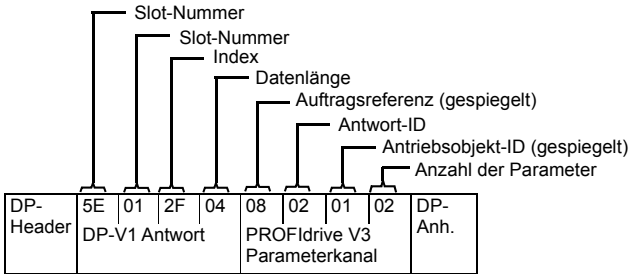 Slot-Nummer
Slot-Nummer
Index
Datenlänge
Auftragsreferenz (gespiegelt)
Antwort-ID
Antriebsobjekt-ID (gespiegelt)
Anzahl der Parameter
DP- 5E 01 2F 04 08 02 01 02 DP-
Header DP-V1 Antwort PROFIdrive V3 Anh.
Parameterkanal